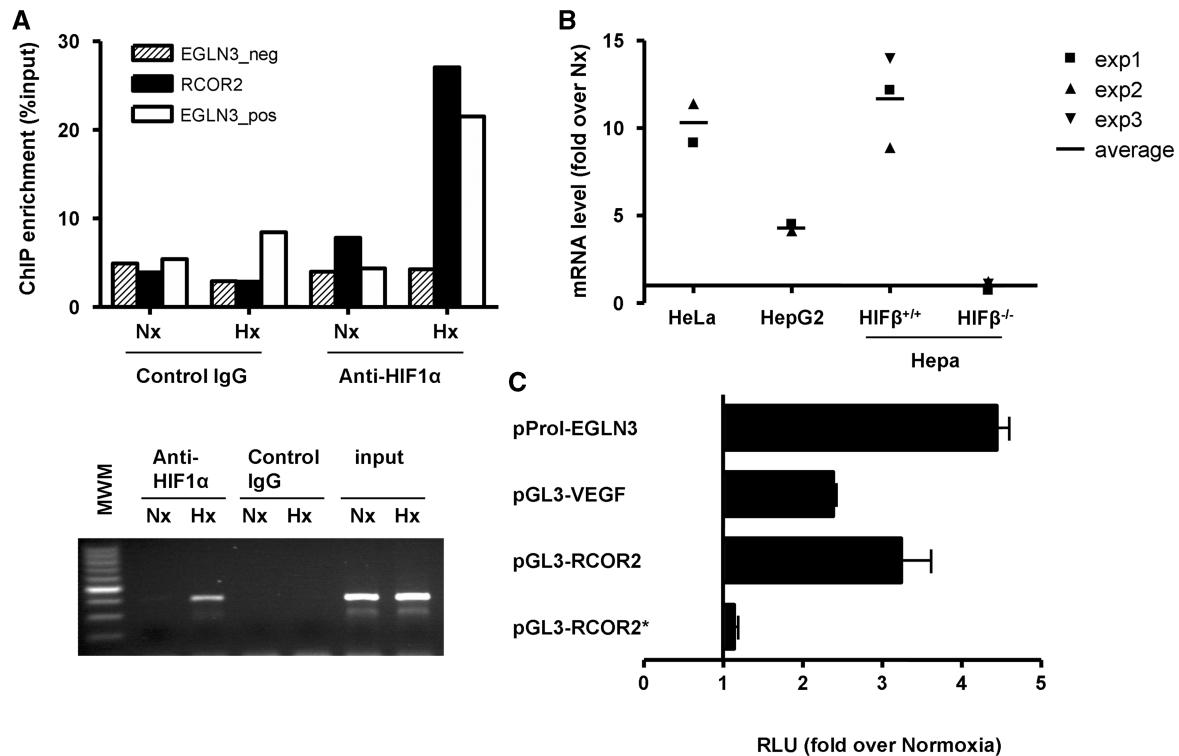 A
ChIP enrichment (%input)
30
20
10
0
EGLN3_neg
RCOR2
EGLN3_pos
Nx Hx Nx Hx
Control IgG Anti-HIF1α
MWM
Anti-HIF1α
Control IgG
input
Nx Hx Nx Hx Nx Hx
B
mRNA level (fold over Nx)
15
10
5
0
HeLa HepG2 HIFβ+/+ HIFβ-/-
Hepa
exp1
exp2
exp3
average
C
pProl-EGLN3
pGL3-VEGF
pGL3-RCOR2
pGL3-RCOR2*
0 1 2 3 4 5
RLU (fold over Normoxia)